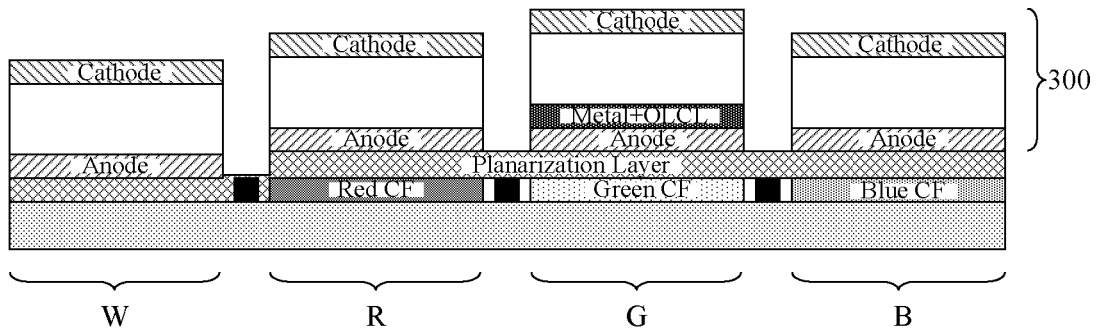 Cathode
Cathode
Cathode
Cathode
300
Metal+OLCL
Anode
Anode
Anode
Anode
Planarization Layer
Red CF
Green CF
Blue CF
W
R
G
B